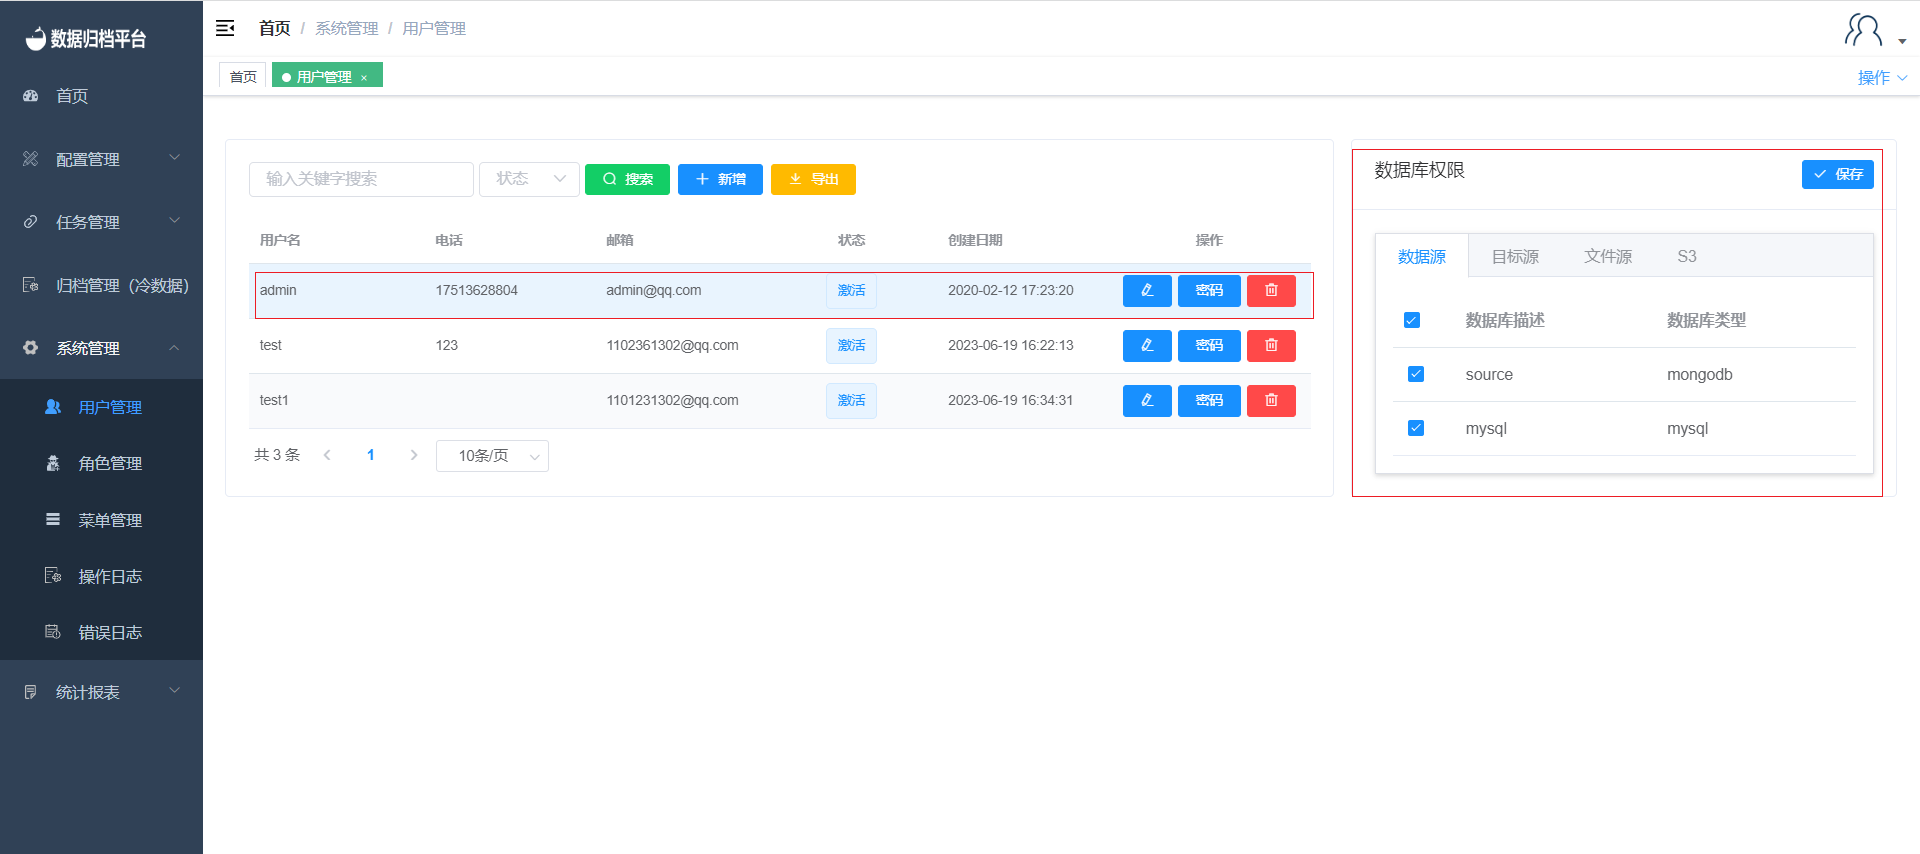 数据归档平台
首页
配置管理
任务管理
归档管理（冷数据)
系统管理
用户管理
角色管理
菜单管理
操作日志
错误日志
统计报表
首页 / 系统管理 / 用户管理
首页 用户管理 ×
操作
输入关键字搜索 状态 搜索 新增 导出
用户名 电话 邮箱 状态 创建日期 操作
admin 17513628804 admin@qq.com 激活 2020-02-12 17:23:20 密码
test 123 1102361302@qq.com 激活 2023-06-19 16:22:13 密码
test1 1101231302@qq.com 激活 2023-06-19 16:34:31 密码
共 3 条 1 10条/页
数据库权限 保存
数据源 目标源 文件源 S3
数据库描述 数据库类型
source mongodb
mysql mysql